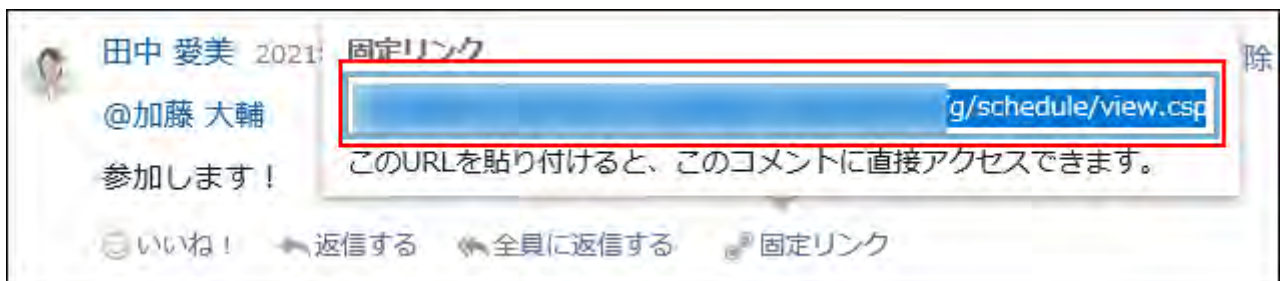 田中 愛美 2021
固定リンク
除
@加藤 大輔
g/schedule/view.csp
参加します！
このURLを貼り付けると、このコメントに直接アクセスできます。
いいね！ 返信する 全員に返信する 固定リンク